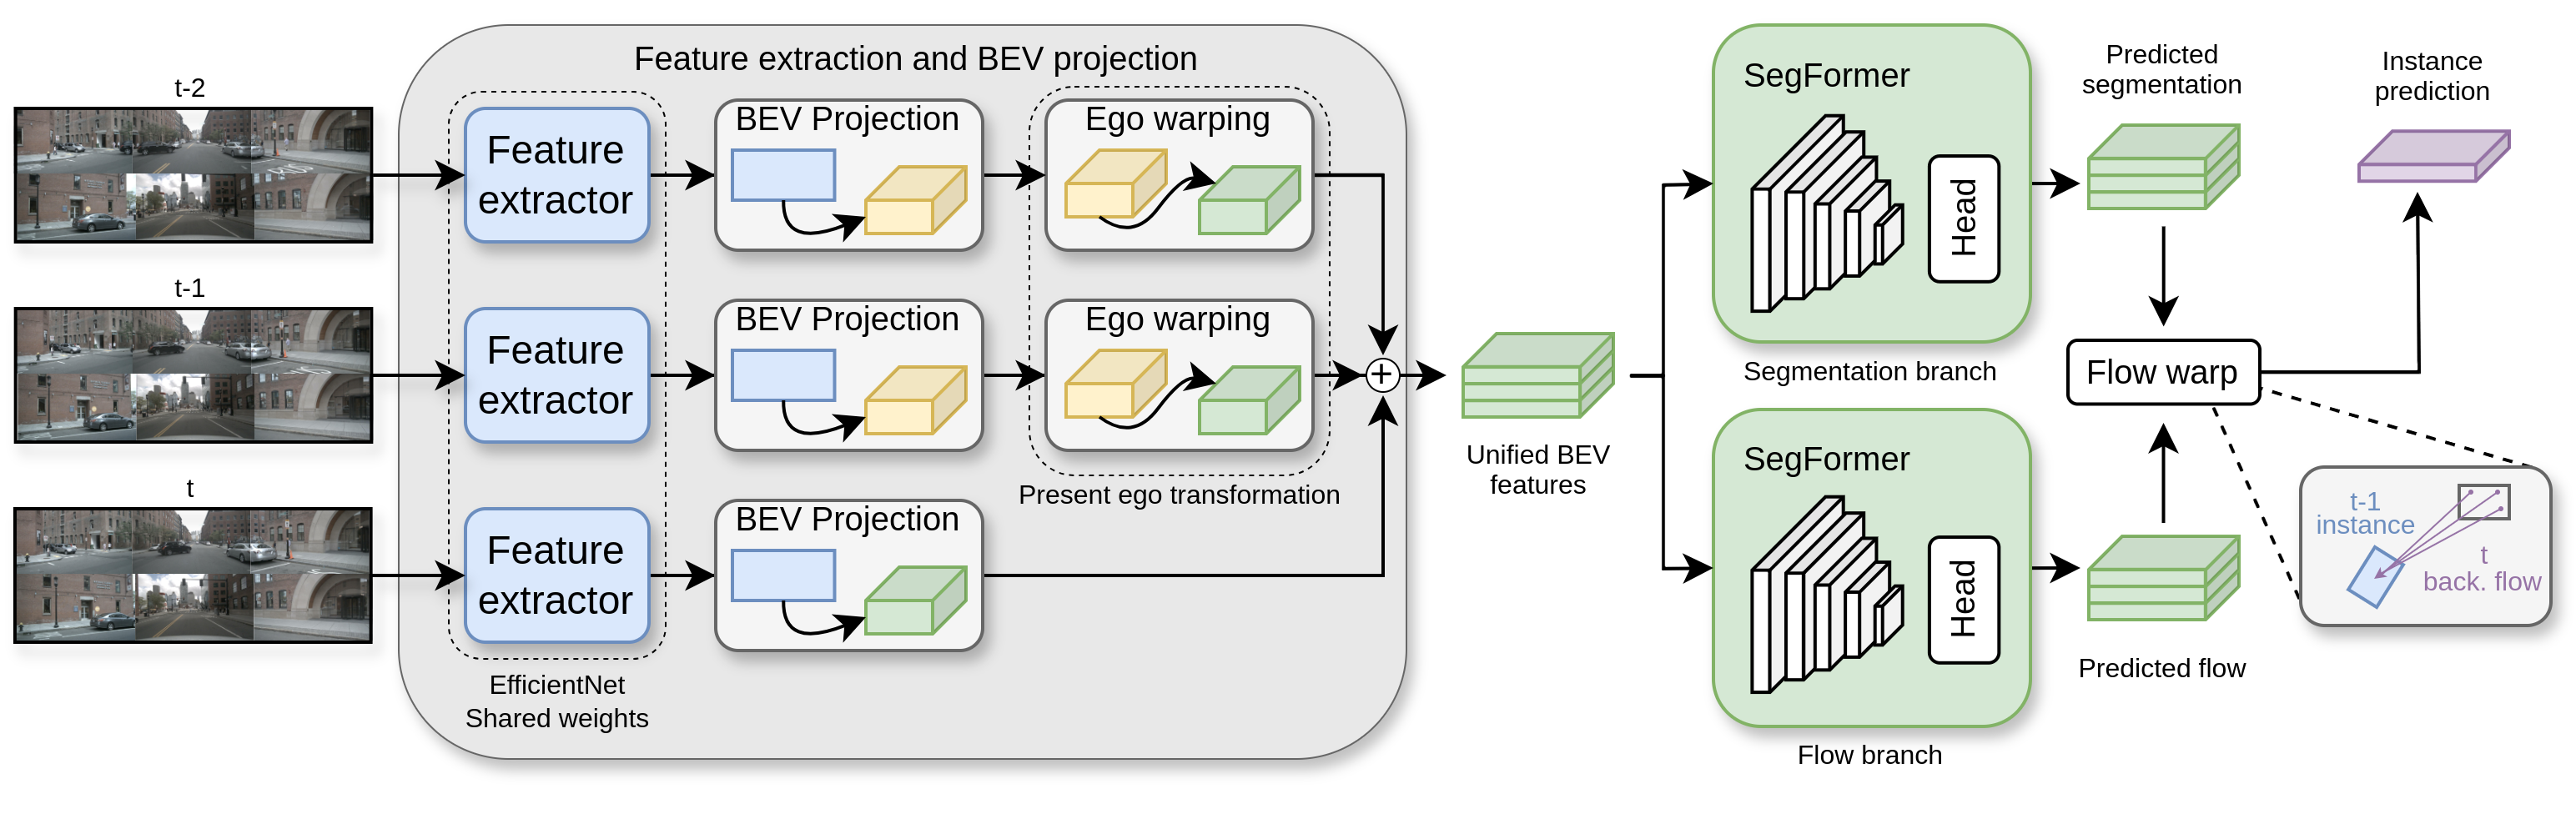 Feature extraction and BEV projection
t-2
Feature
extractor
BEV Projection
Ego warping
t-1
Feature
extractor
BEV Projection
Ego warping
Present ego transformation
t
Feature
extractor
BEV Projection
EfficientNet
Shared weights
+
Unified BEV
features
SegFormer
Head
Segmentation branch
SegFormer
Head
Flow branch
Predicted
segmentation
Instance
prediction
Flow warp
Predicted flow
t-1
instance
t
back. flow